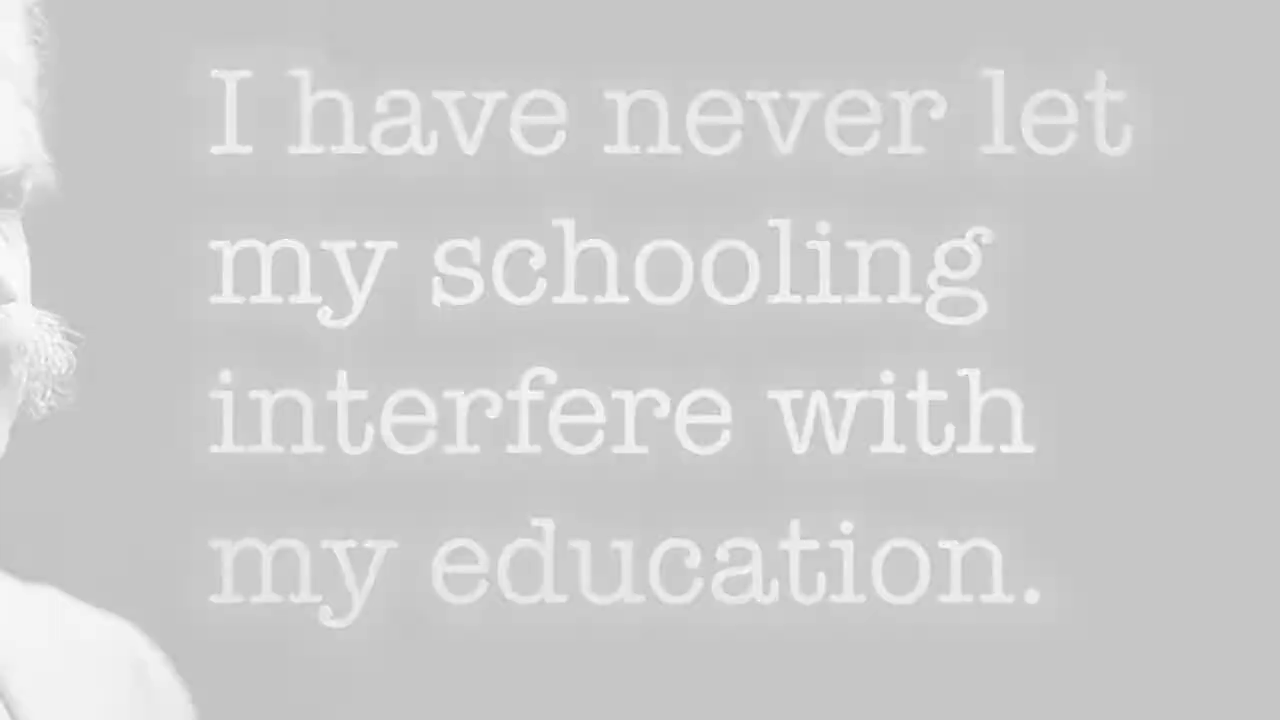 I have never let
my schooling
interfere with
my education.